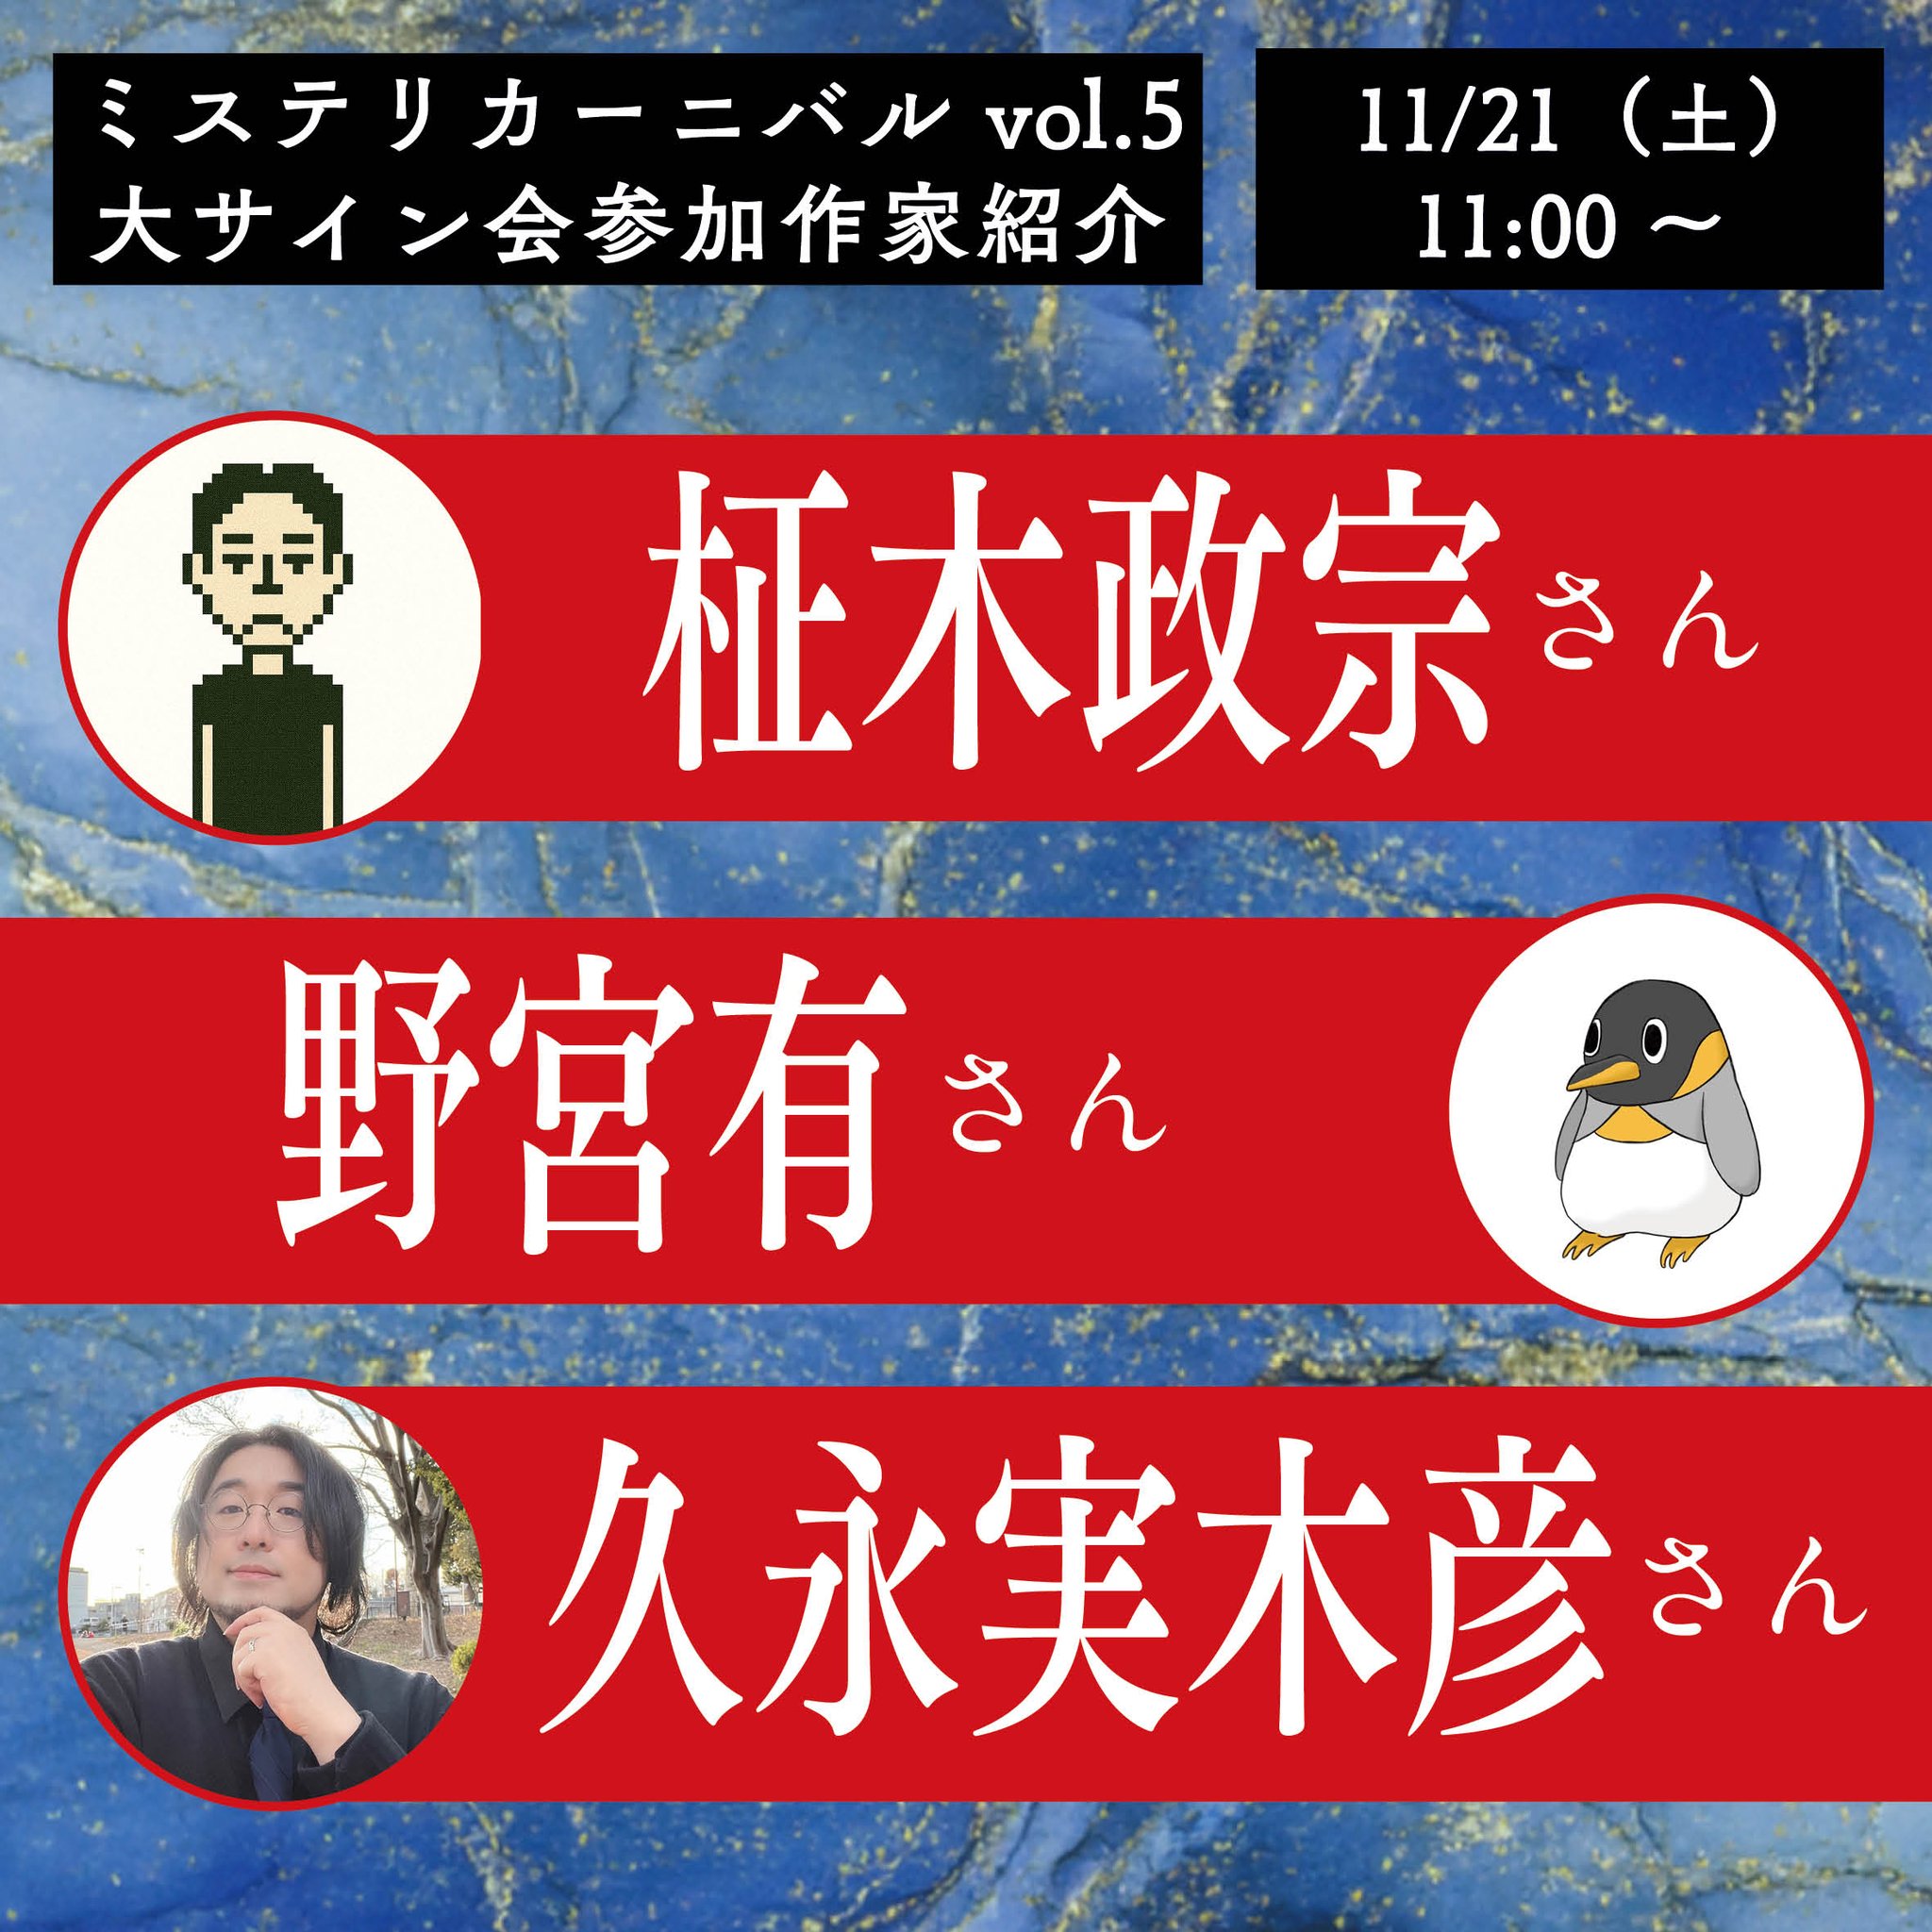 ミステリカーニバル vol.5
大サイン会参加作家紹介
11/21（土）
11:00 〜
柾木政宗さん
野宮有さん
久永実木彦さん